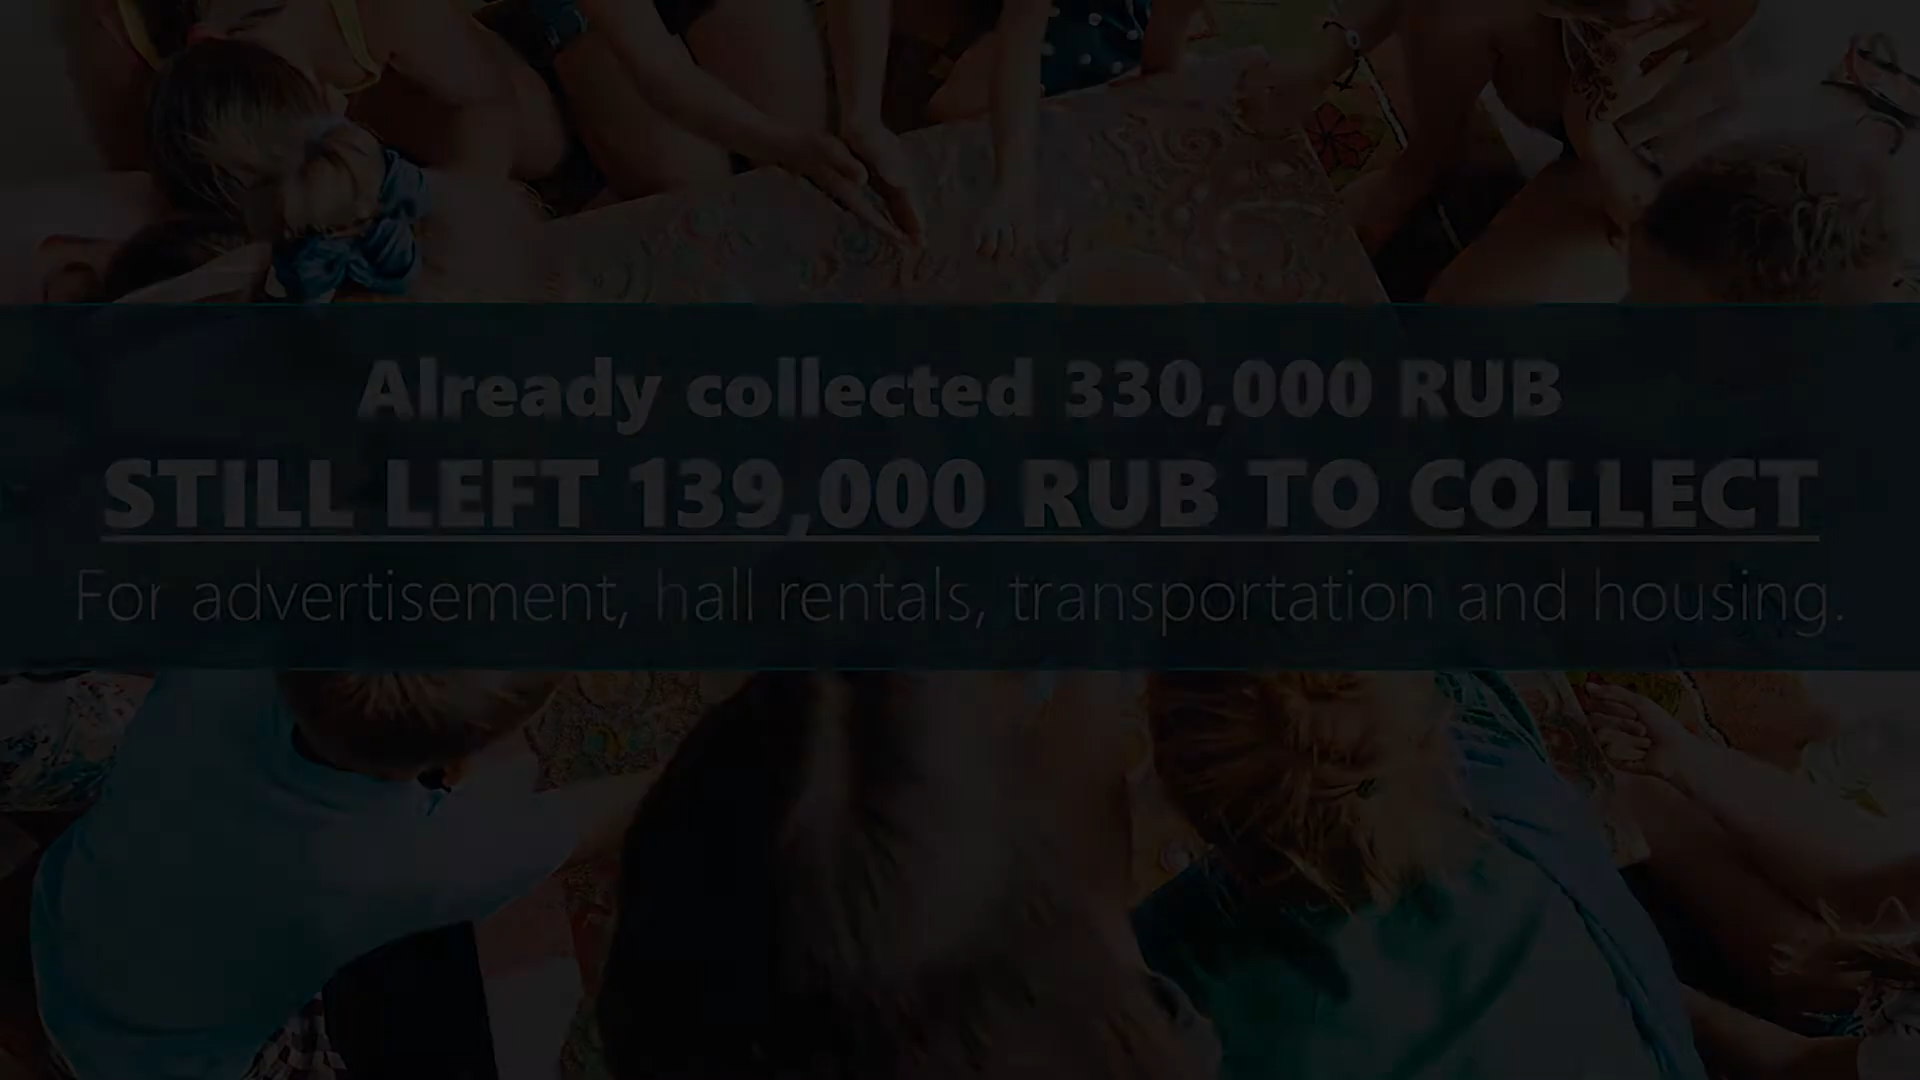 Already collected 330,000 RUB
STILL LEFT 139,000 RUB TO COLLECT
For advertisement, hall rentals, transportation and housing.